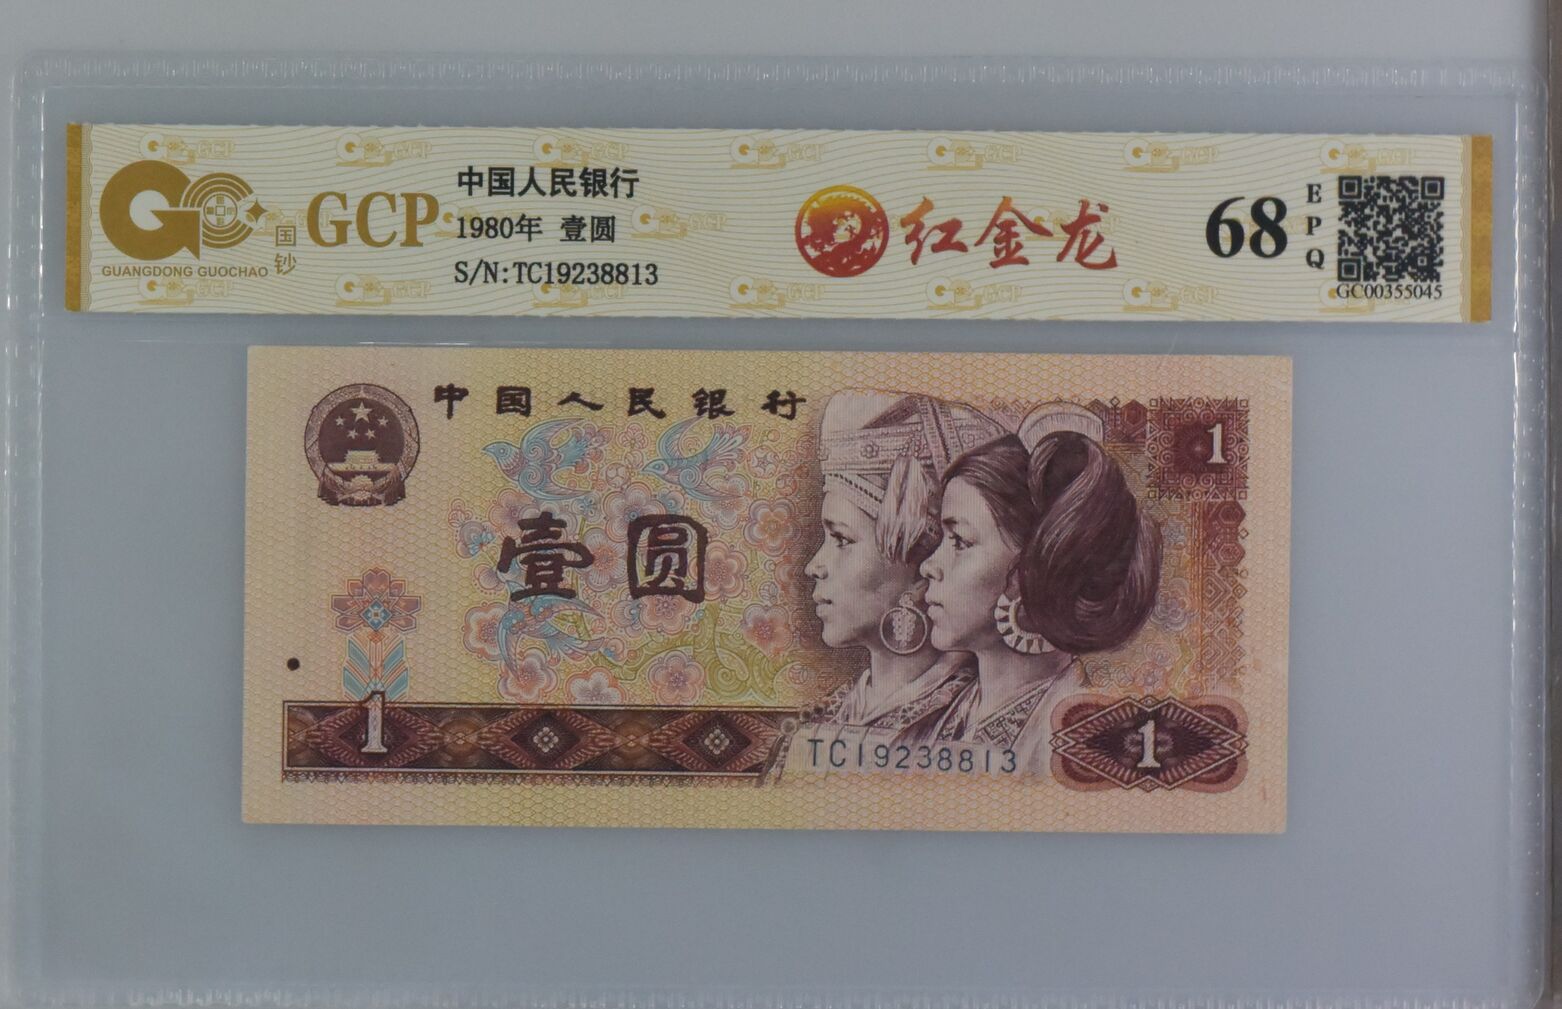 国钞
GUANGDONG GUOCHAO
GCP
中国人民银行
1980年 壹圆
S/N:TC19238813
红金龙
68
EPQ
GC00355045
中国人民银行
1
壹圆
1
TC19238813
1